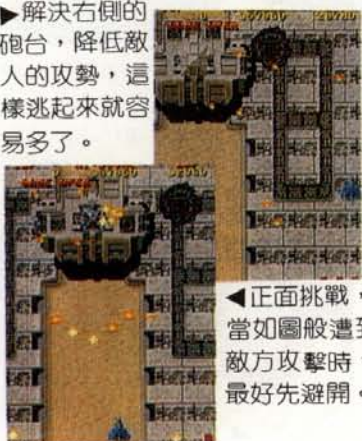 ▶解決右側的
砲台，降低敵
人的攻勢，這
樣逃起來就容
易多了。
◀正面挑戰，
當如圖般遭到
敵方攻擊時，
最好先避開。